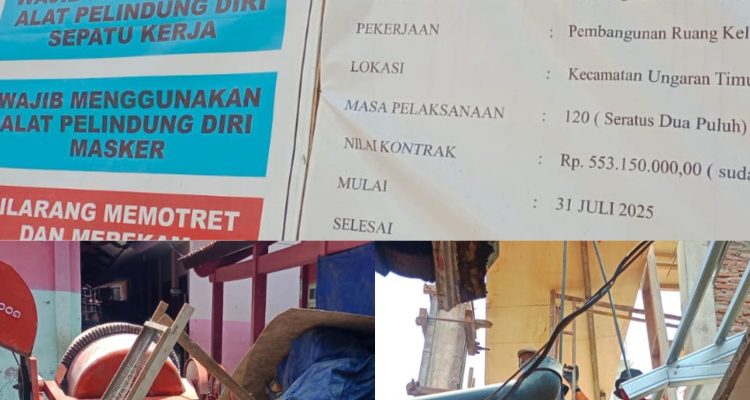 ALAT PELINDUNG DIRI
SEPATU KERJA
WAJIB MENGGUNAKAN
ALAT PELINDUNG DIRI
MASKER
ILARANG MEMOTRET
PEKERJAAN : Pembangunan Ruang Kel
LOKASI : Kecamatan Ungaran Timu
MASA PELAKSANAAN : 120 ( Seratus Dua Puluh)
NILAI KONTRAK : Rp. 553.150.000,00 ( suda
MULAI : 31 JULI 2025
SELESAI